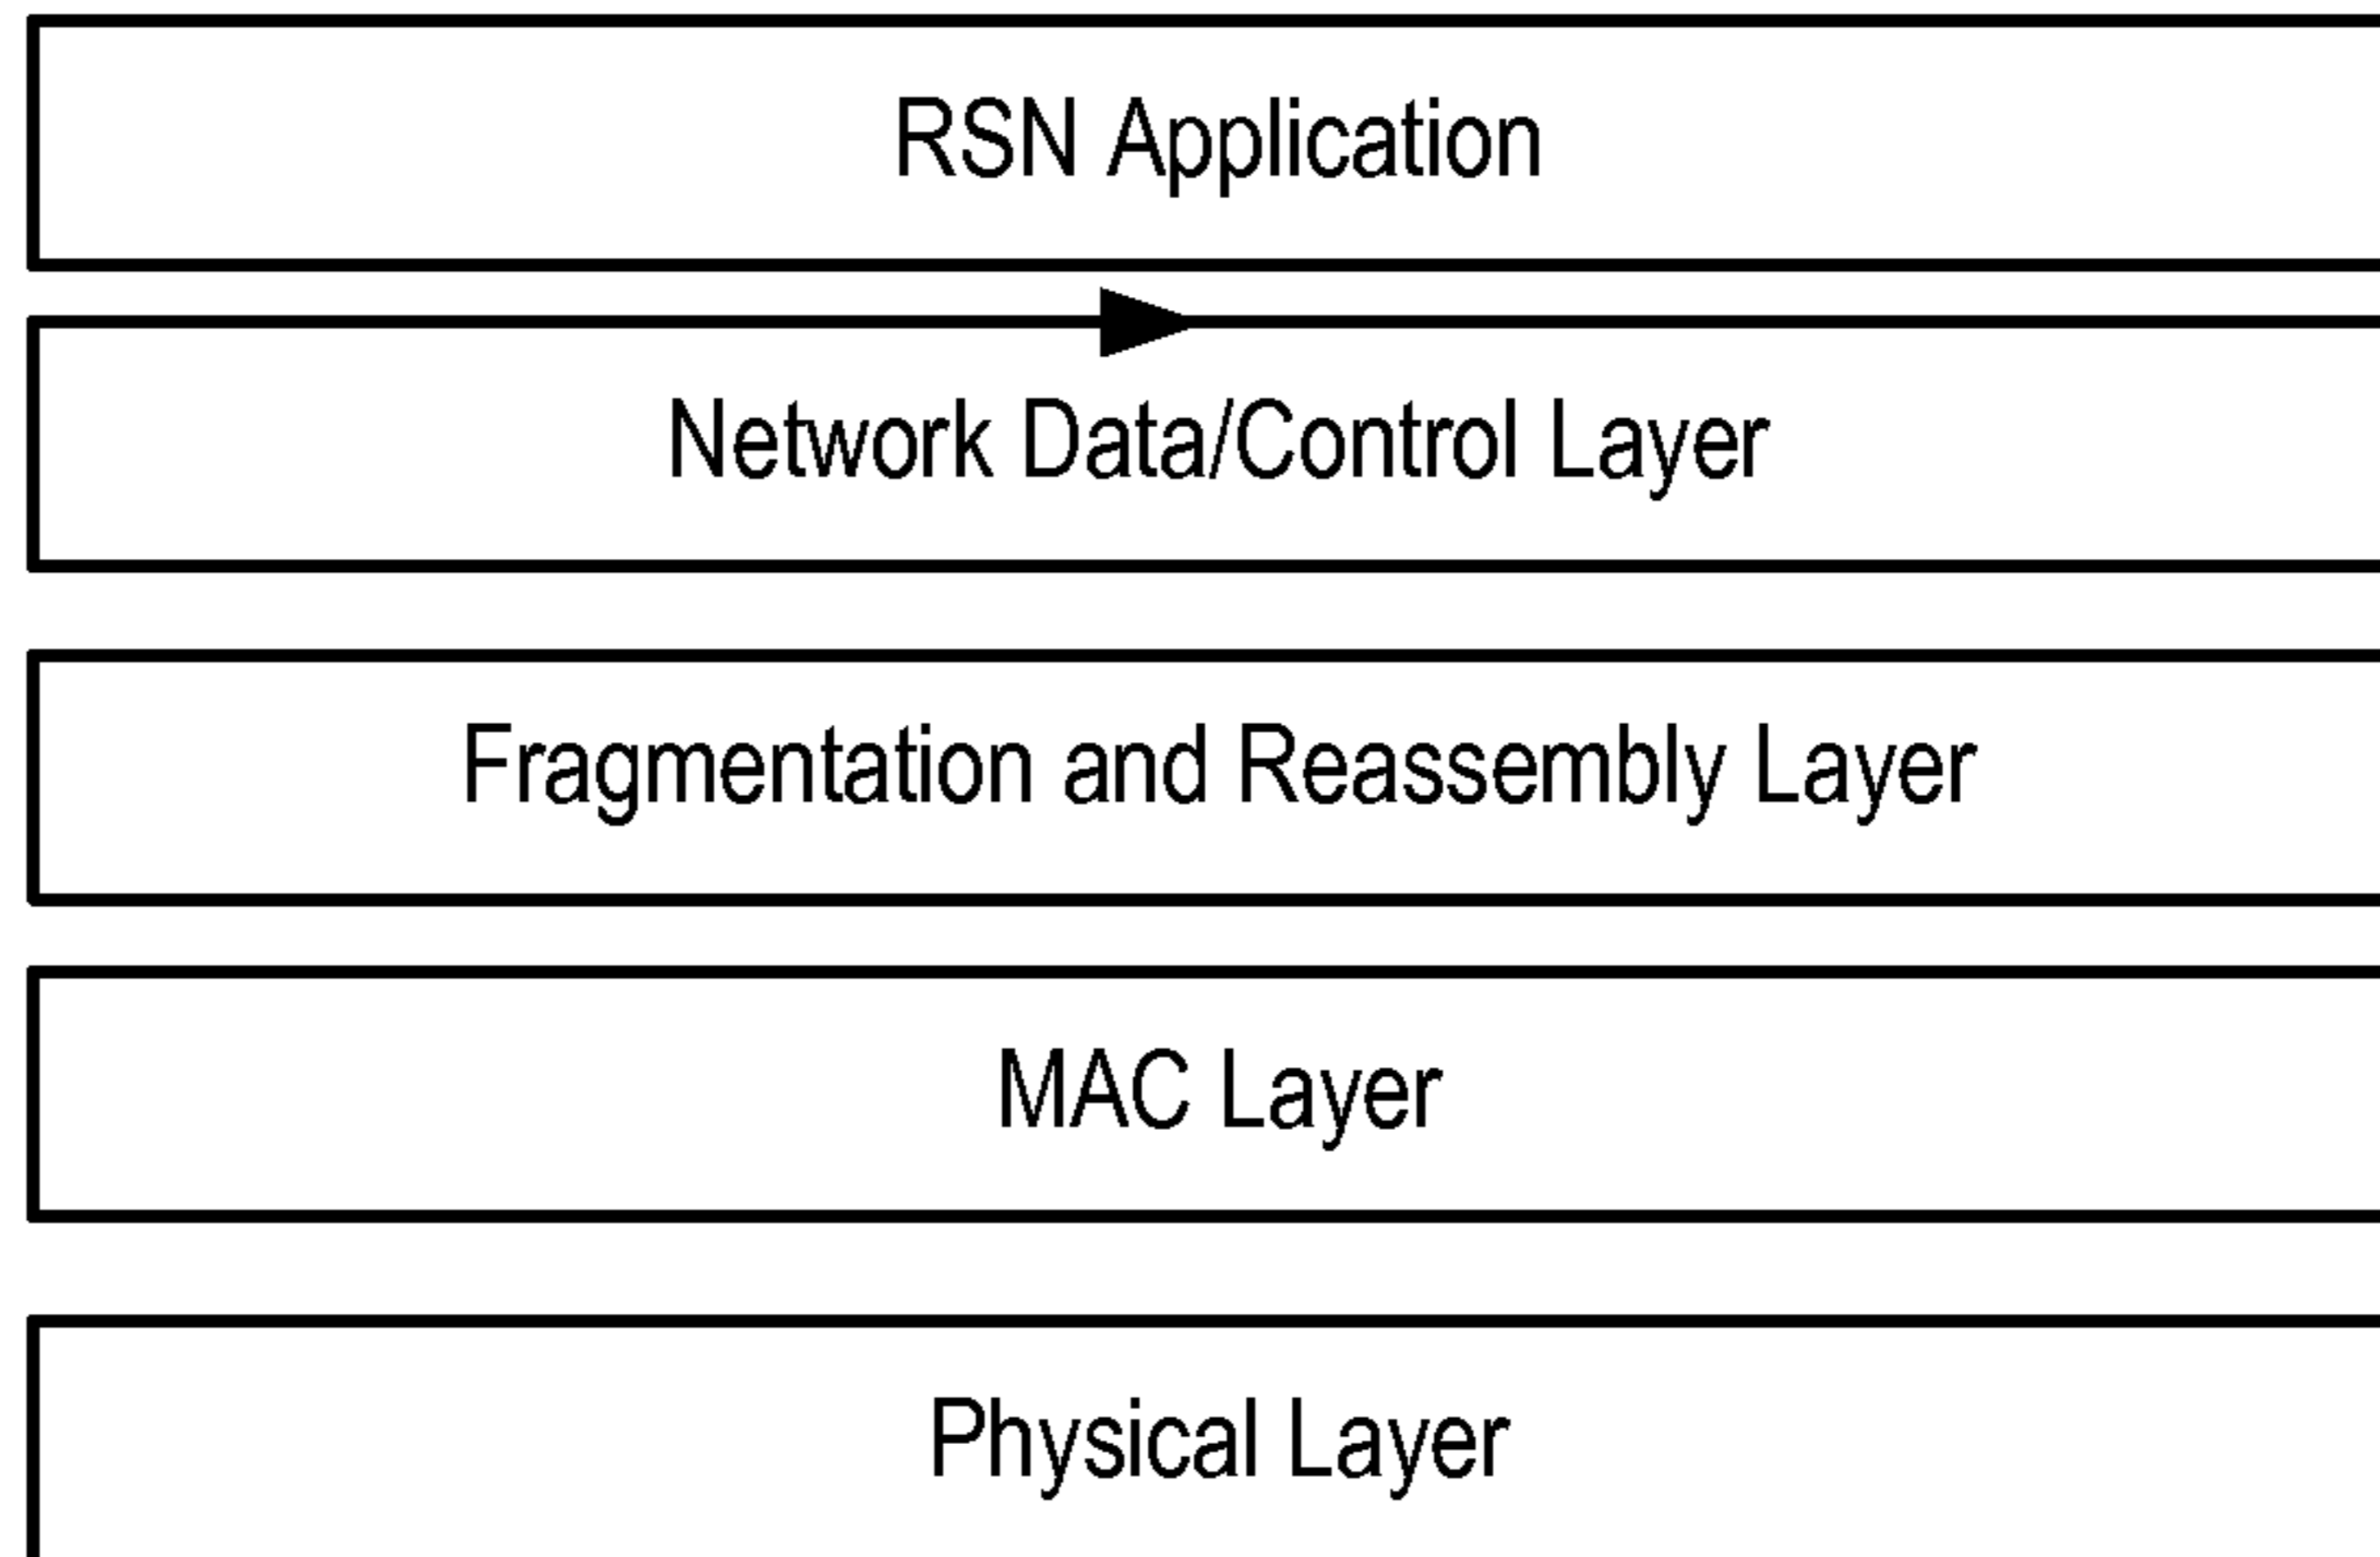 RSN Application
Network Data/Control Layer
Fragmentation and Reassembly Layer
MAC Layer
Physical Layer